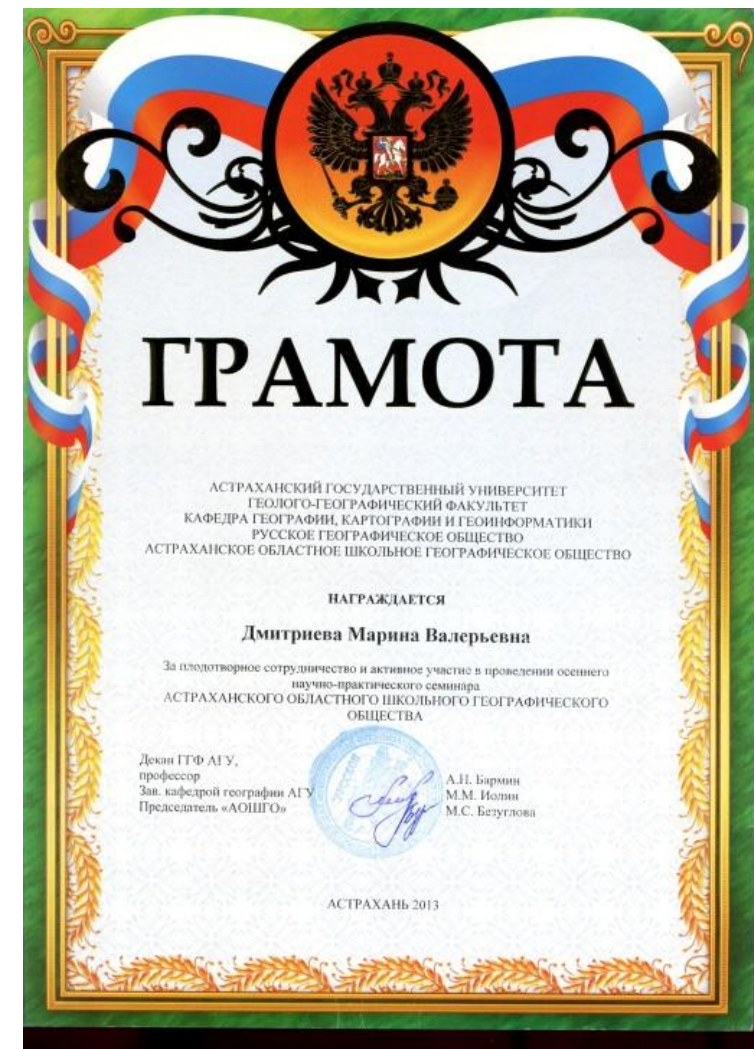 ГРАМОТА
АСТРАХАНСКИЙ ГОСУДАРСТВЕННЫЙ УНИВЕРСИТЕТ
ГЕОЛОГО-ГЕОГРАФИЧЕСКИЙ ФАКУЛЬТЕТ
КАФЕДРА ГЕОГРАФИИ, КАРТОГРАФИИ И ГЕОИНФОРМАТИКИ
РУССКОЕ ГЕОГРАФИЧЕСКОЕ ОБЩЕСТВО
АСТРАХАНСКОЕ ОБЛАСТНОЕ ШКОЛЬНОЕ ГЕОГРАФИЧЕСКОЕ ОБЩЕСТВО
НАГРАЖДАЕТСЯ
Дмитриева Марина Валерьевна
За плодотворное сотрудничество и активное участие в проведении осеннего
научно-практического семинара
АСТРАХАНСКОГО ОБЛАСТНОГО ШКОЛЬНОГО ГЕОГРАФИЧЕСКОГО
ОБЩЕСТВА
Декан ГГФ АГУ,
профессор А.Н. Бармин
Зав. кафедрой географии АГУ М.М. Иолин
Председатель «АОШГО» М.С. Безуглова
АСТРАХАНЬ 2013